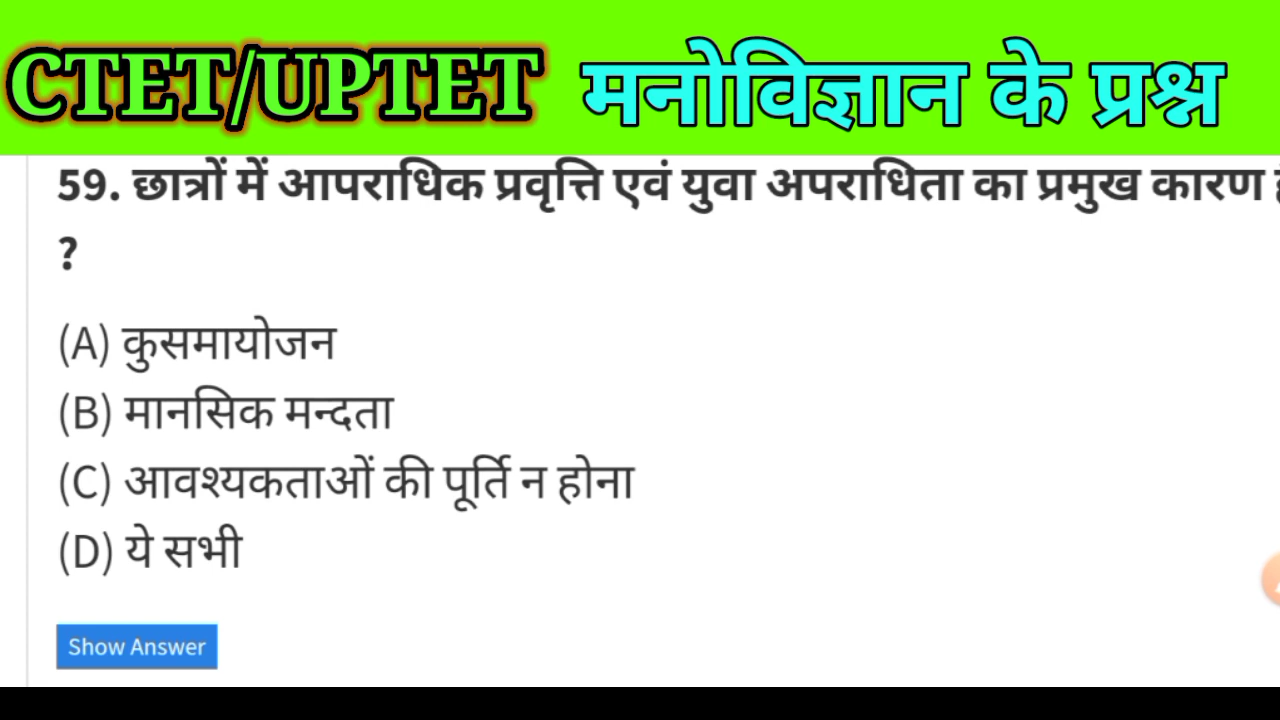 CTET/UPTET मनोविज्ञान के प्रश्न
59. छात्रों में आपराधिक प्रवृत्ति एवं युवा अपराधिता का प्रमुख कारण
?
(A) कुसमायोजन
(B) मानसिक मन्दता
(C) आवश्यकताओं की पूर्ति न होना
(D) ये सभी
Show Answer